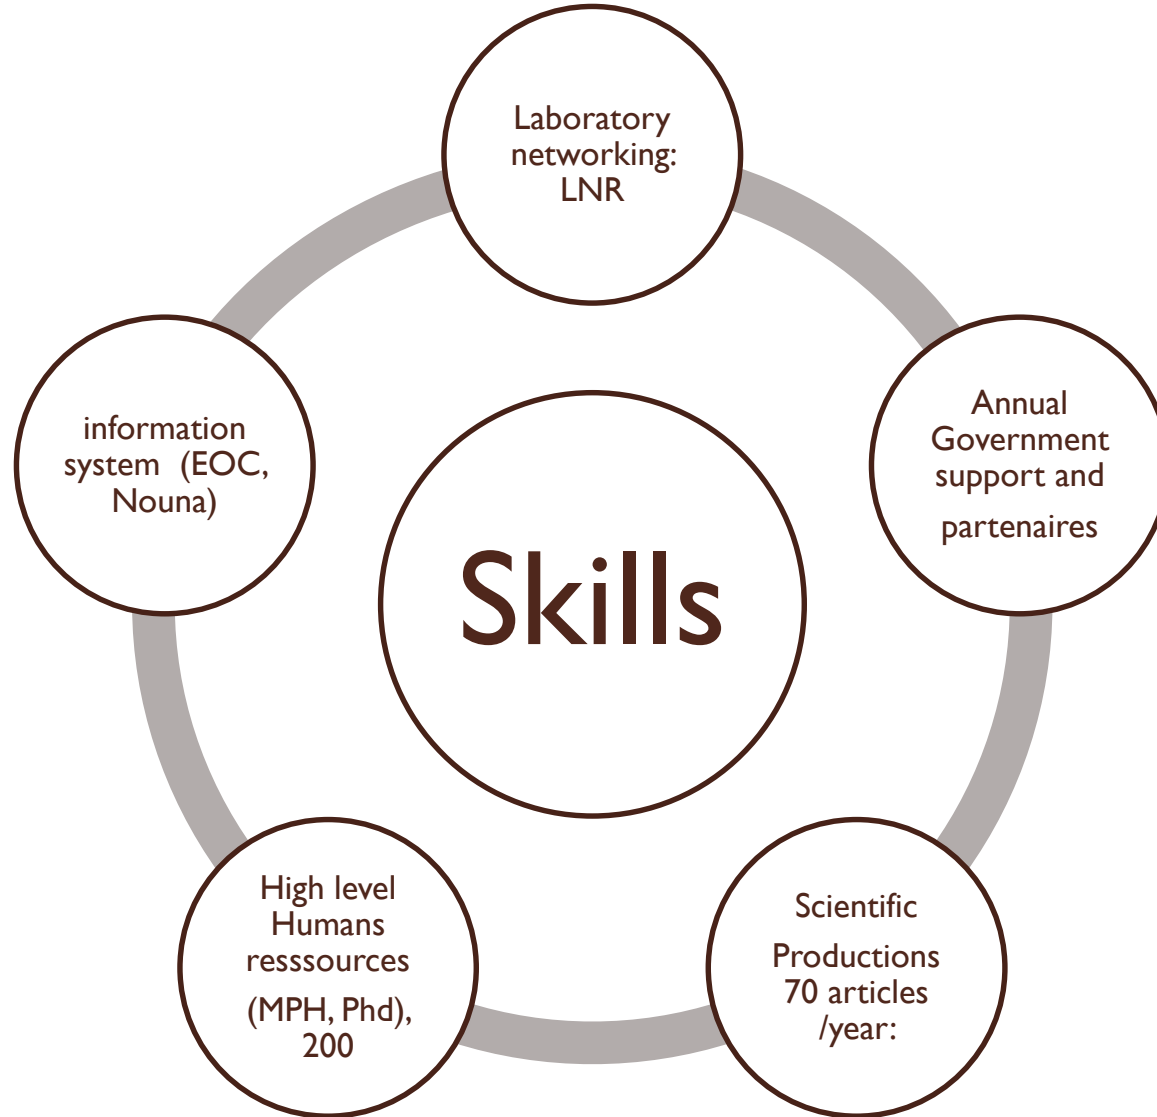 Laboratory
networking:
LNR
Annual
Government
support and
partenaires
Scientific
Productions
70 articles
/year:
High level
Humans
resssources
(MPH, Phd),
200
information
system (EOC,
Nouna)
Skills